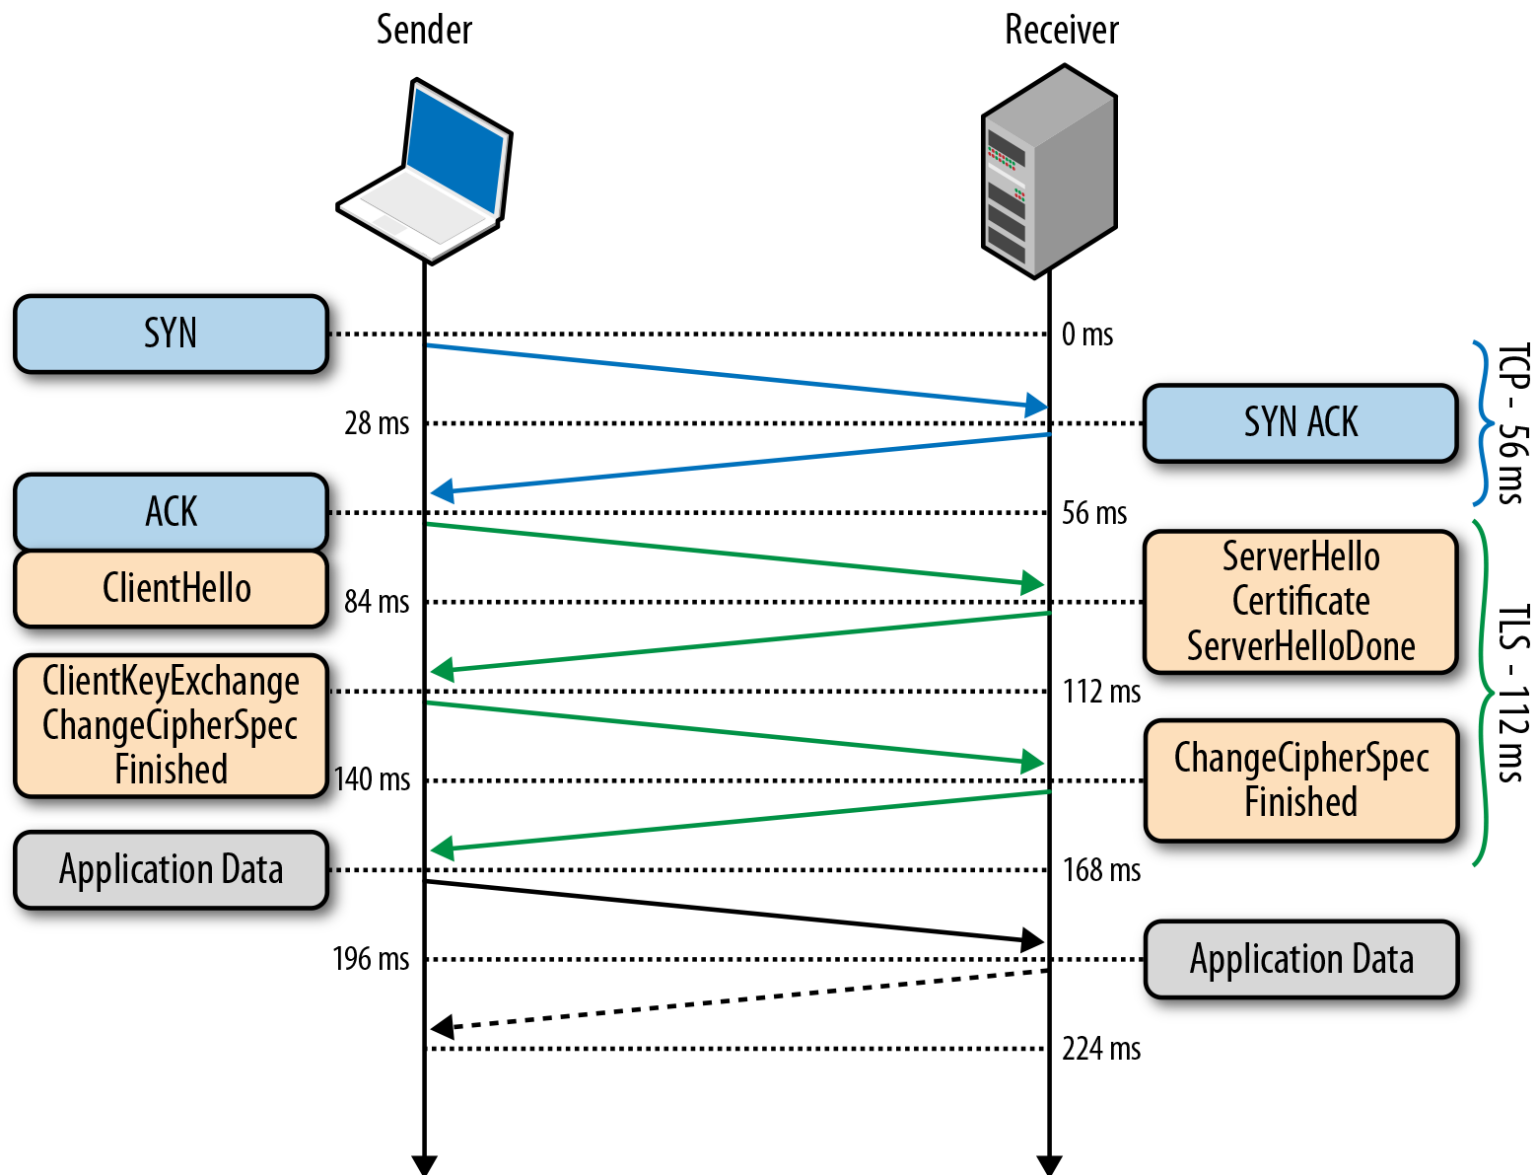 Sender
Receiver
SYN
0 ms
28 ms
SYN ACK
TCP - 56 ms
ACK
56 ms
ClientHello
84 ms
ServerHello
Certificate
ServerHelloDone
ClientKeyExchange
ChangeCipherSpec
Finished
112 ms
TLS - 112 ms
140 ms
ChangeCipherSpec
Finished
Application Data
168 ms
196 ms
Application Data
224 ms